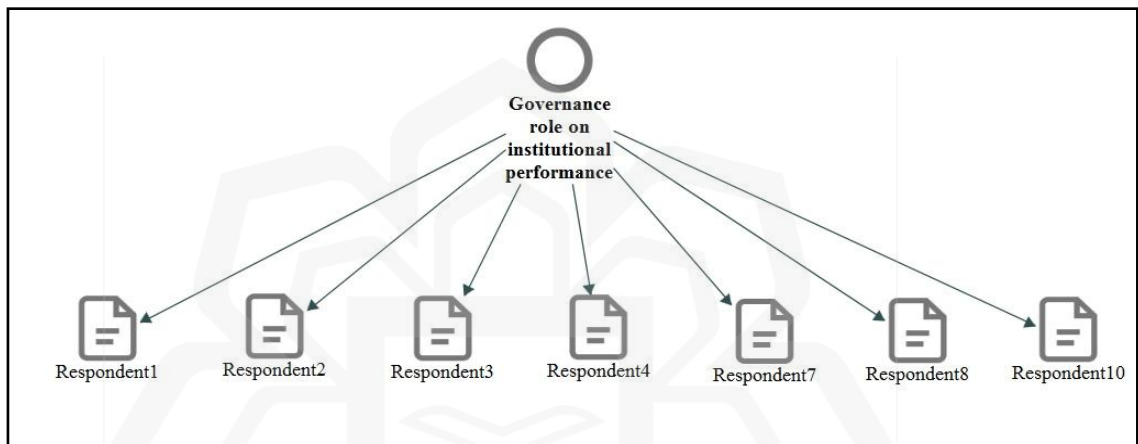 Governance
role on
institutional
performance
Respondent1 Respondent2 Respondent3 Respondent4 Respondent7 Respondent8 Respondent10